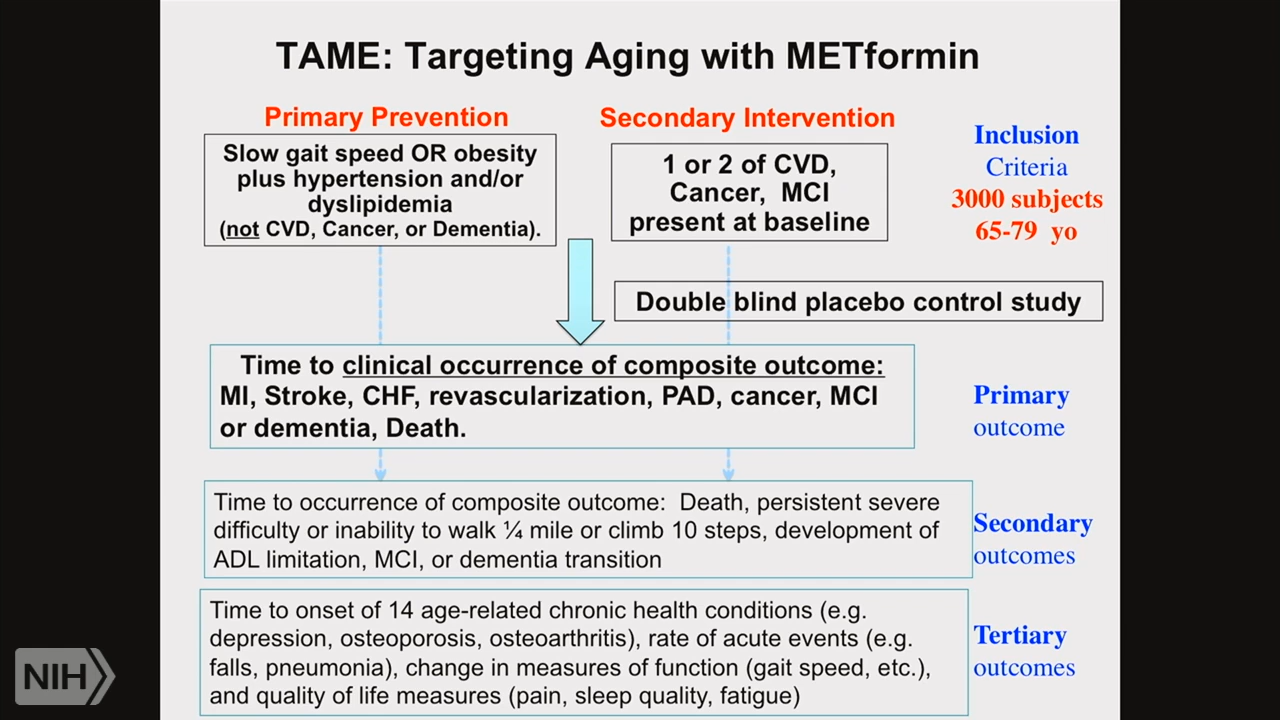 TAME: Targeting Aging with METformin
Primary Prevention
Slow gait speed OR obesity
plus hypertension and/or
dyslipidemia
(not CVD, Cancer, or Dementia).
Secondary Intervention
1 or 2 of CVD,
Cancer, MCI
present at baseline
Inclusion
Criteria
3000 subjects
65-79 yo
Double blind placebo control study
Time to clinical occurrence of composite outcome:
MI, Stroke, CHF, revascularization, PAD, cancer, MCI
or dementia, Death.
Primary
outcome
Time to occurrence of composite outcome: Death, persistent severe
difficulty or inability to walk ¼ mile or climb 10 steps, development of
ADL limitation, MCI, or dementia transition
Secondary
outcomes
Time to onset of 14 age-related chronic health conditions (e.g.
depression, osteoporosis, osteoarthritis), rate of acute events (e.g.
falls, pneumonia), change in measures of function (gait speed, etc.),
and quality of life measures (pain, sleep quality, fatigue)
Tertiary
outcomes
NIH